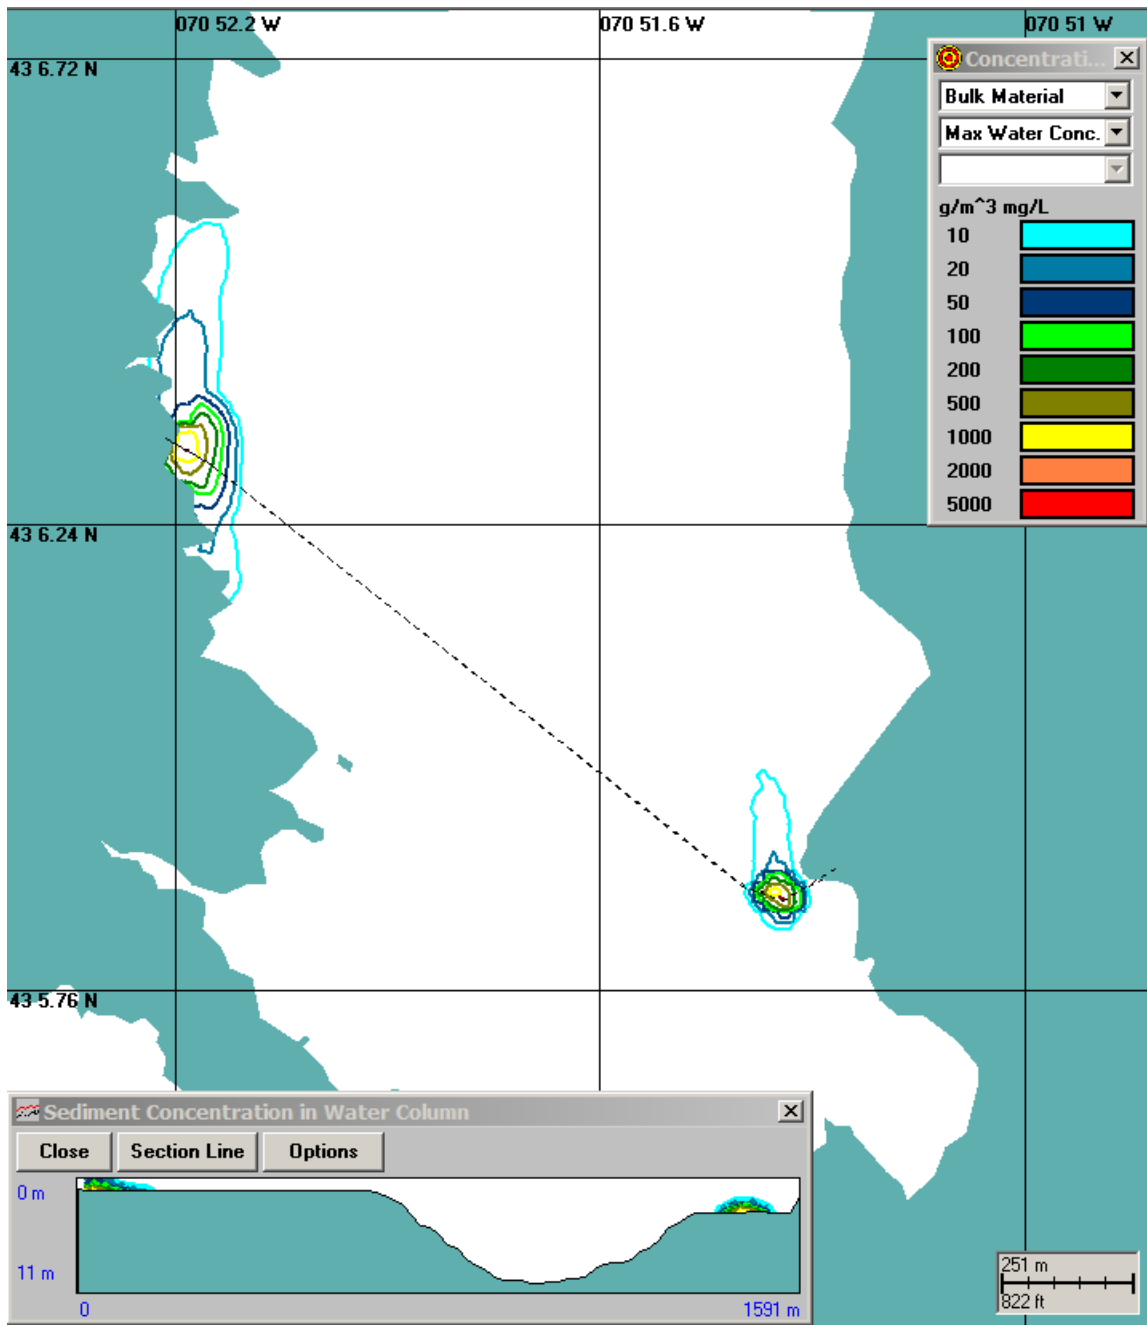 070 52.2 W
070 51.6 W
070 51 W
43 6.72 N
Concentrati...
Bulk Material
Max Water Conc.
g/m^3 mg/L
10
20
50
100
200
500
1000
2000
5000
43 6.24 N
43 5.76 N
Sediment Concentration in Water Column
Close
Section Line
Options
0 m
11 m
0
1591 m
251 m
822 ft